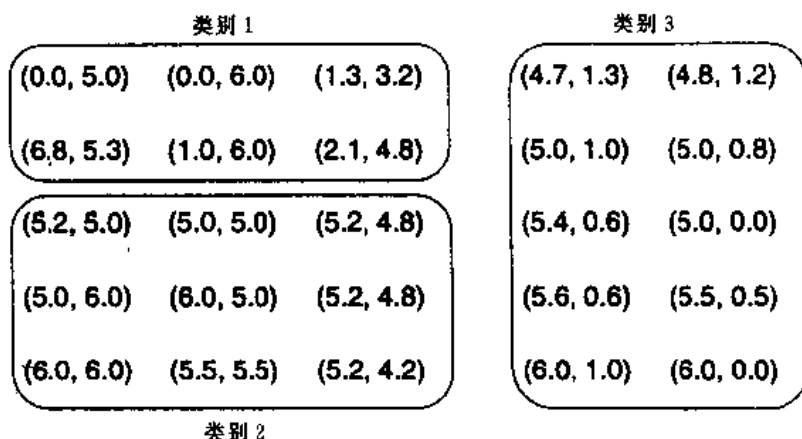 类别 1
(0.0, 5.0) (0.0, 6.0) (1.3, 3.2)
(6.8, 5.3) (1.0, 6.0) (2.1, 4.8)
(5.2, 5.0) (5.0, 5.0) (5.2, 4.8)
(5.0, 6.0) (6.0, 5.0) (5.2, 4.8)
(6.0, 6.0) (5.5, 5.5) (5.2, 4.2)
类别 2
类别 3
(4.7, 1.3) (4.8, 1.2)
(5.0, 1.0) (5.0, 0.8)
(5.4, 0.6) (5.0, 0.0)
(5.6, 0.6) (5.5, 0.5)
(6.0, 1.0) (6.0, 0.0)